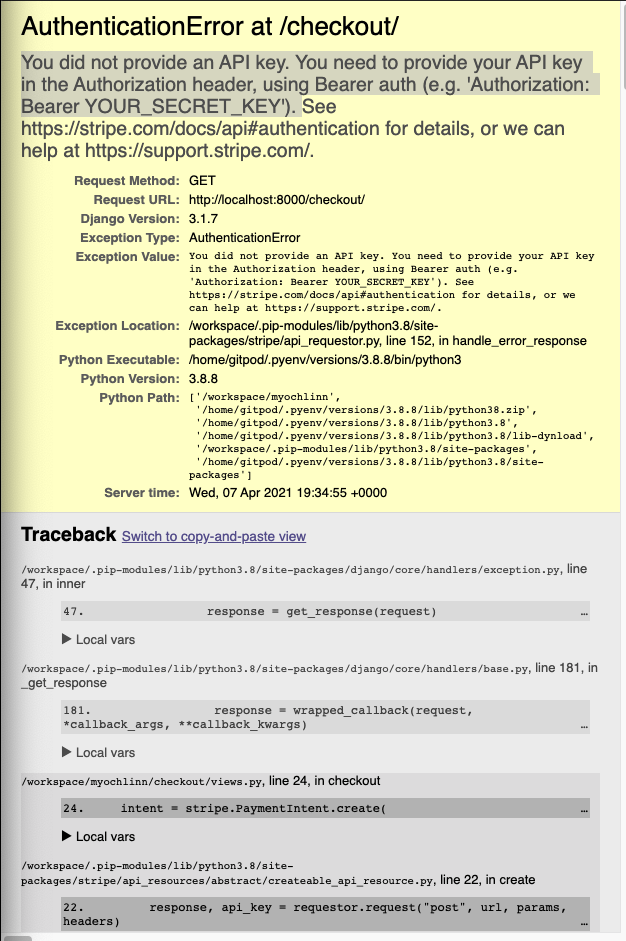 AuthenticationError at /checkout/
You did not provide an API key. You need to provide your API key
in the Authorization header, using Bearer auth (e.g. 'Authorization:
Bearer YOUR_SECRET_KEY'). See
https://stripe.com/docs/api#authentication for details, or we can
help at https://support.stripe.com/.
Request Method: GET
Request URL: http://localhost:8000/checkout/
Django Version: 3.1.7
Exception Type: AuthenticationError
Exception Value: You did not provide an API key. You need to provide your API key
in the Authorization header, using Bearer auth (e.g.
'Authorization: Bearer YOUR_SECRET_KEY'). See
https://stripe.com/docs/api#authentication for details, or we
can help at https://support.stripe.com/.
Exception Location: /workspace/.pip-modules/lib/python3.8/site-
packages/stripe/api_requestor.py, line 152, in handle_error_response
Python Executable: /home/gitpod/.pyenv/versions/3.8.8/bin/python3
Python Version: 3.8.8
Python Path: ['/workspace/myochlinn',
'/home/gitpod/.pyenv/versions/3.8.8/lib/python38.zip',
'/home/gitpod/.pyenv/versions/3.8.8/lib/python3.8',
'/home/gitpod/.pyenv/versions/3.8.8/lib/python3.8/lib-dynload',
'/workspace/.pip-modules/lib/python3.8/site-packages',
'/home/gitpod/.pyenv/versions/3.8.8/lib/python3.8/site-
packages']
Server time: Wed, 07 Apr 2021 19:34:55 +0000
Traceback Switch to copy-and-paste view
/workspace/.pip-modules/lib/python3.8/site-packages/django/core/handlers/exception.py, line
47, in inner
47. response = get_response(request) …
▶ Local vars
/workspace/.pip-modules/lib/python3.8/site-packages/django/core/handlers/base.py, line 181, in
_get_response
181. response = wrapped_callback(request,
*callback_args, **callback_kwargs) …
▶ Local vars
/workspace/myochlinn/checkout/views.py, line 24, in checkout
24. intent = stripe.PaymentIntent.create( …
▶ Local vars
/workspace/.pip-modules/lib/python3.8/site-
packages/stripe/api_resources/abstract/createable_api_resource.py, line 22, in create
22. response, api_key = requestor.request("post", url, params,
headers) …